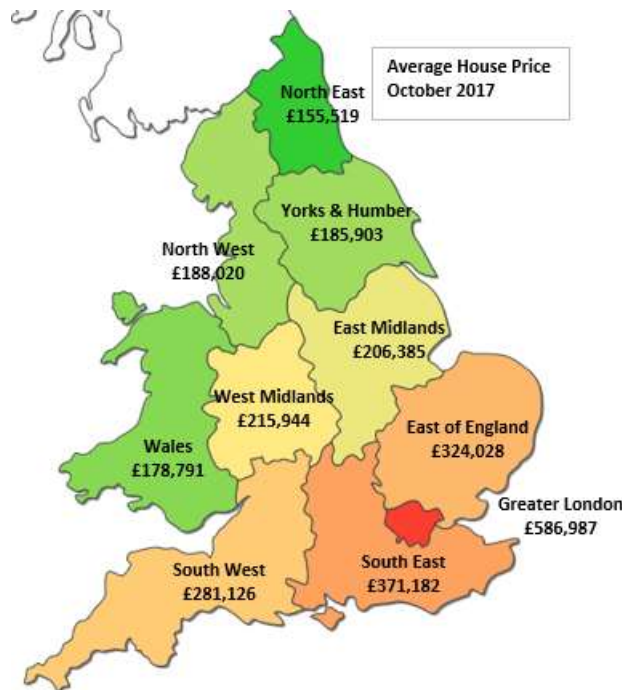 Average House Price
October 2017
North East
£155,519
Yorks & Humber
£185,903
North West
£188,020
East Midlands
£206,385
West Midlands
£215,944
East of England
£324,028
Wales
£178,791
Greater London
£586,987
South West
£281,126
South East
£371,182